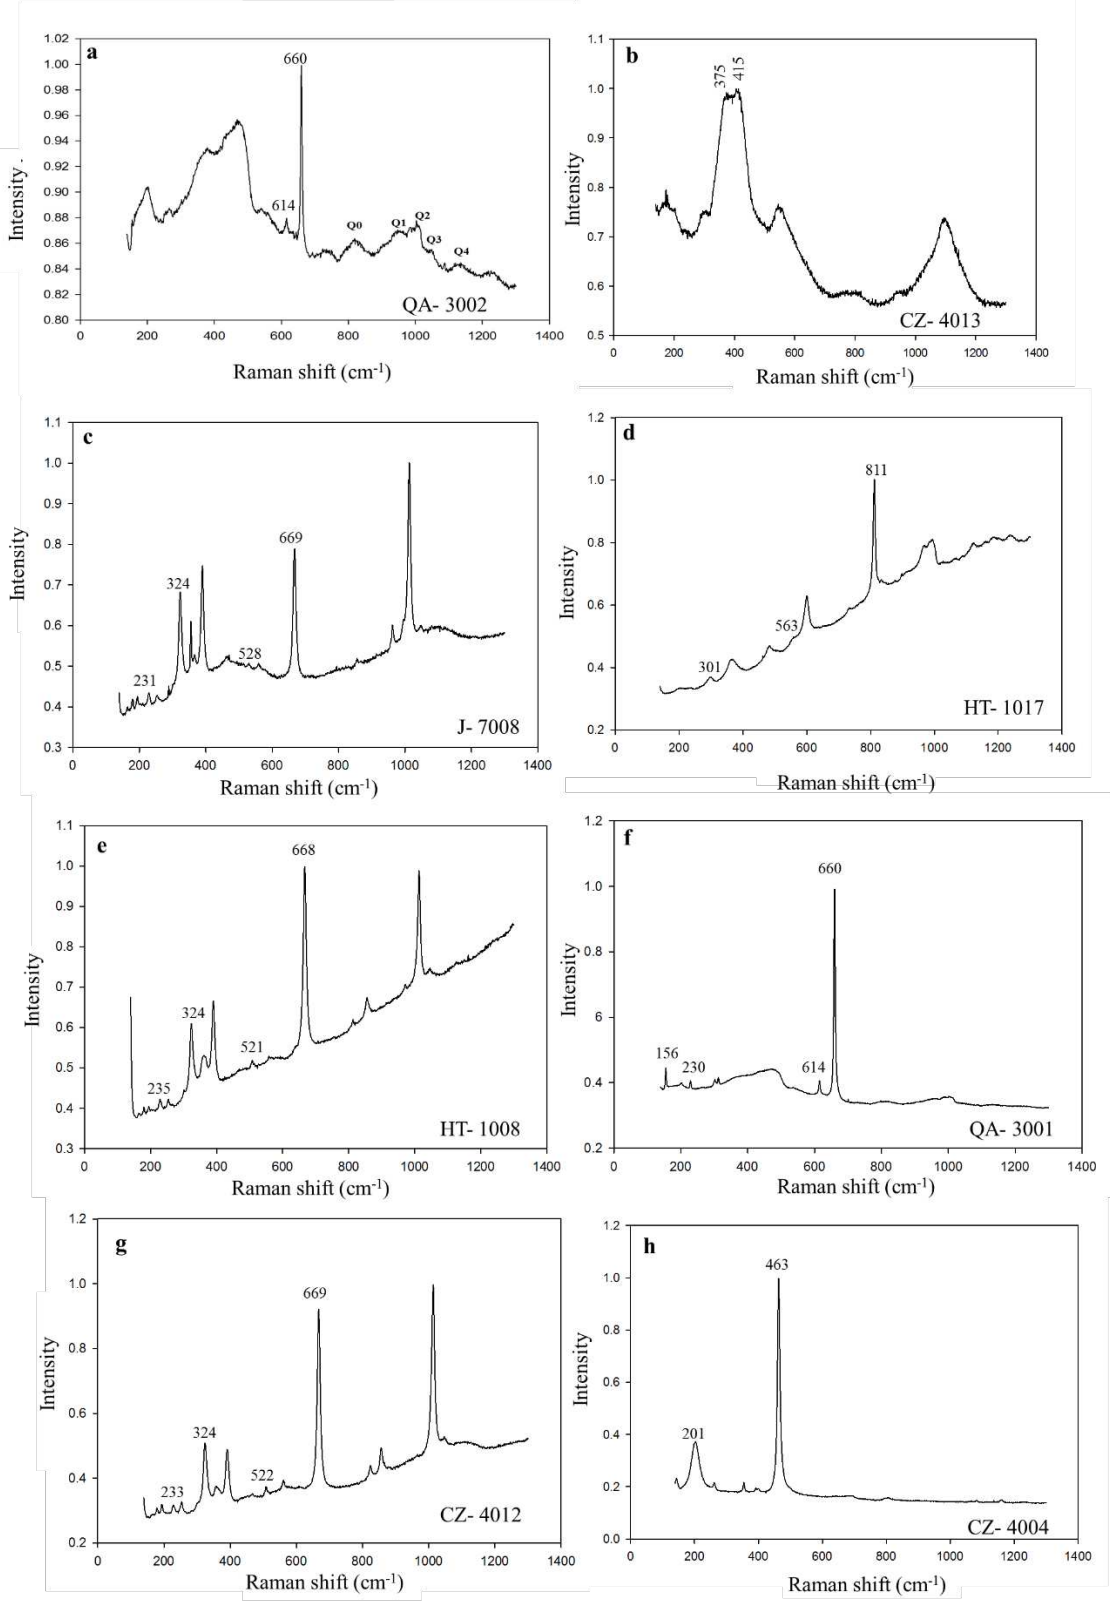 a
1.02
1.00
0.98
0.96
0.94
0.92
0.90
0.88
0.86
0.84
0.82
0.80
Intensity .
660
614
Q0
Q1
Q2
Q3
Q4
QA- 3002
0 200 400 600 800 1000 1200 1400
Raman shift (cm-1)
b
1.1
1.0
0.9
0.8
0.7
0.6
0.5
Intensity
375
415
CZ- 4013
0 200 400 600 800 1000 1200 1400
Raman shift (cm-1)
c
1.1
1.0
0.9
0.8
0.7
0.6
0.5
0.4
0.3
Intensity
669
324
528
231
J- 7008
0 200 400 600 800 1000 1200 1400
Raman shift (cm-1)
d
1.2
1.0
0.8
0.6
0.4
0.2
Intensity
811
563
301
HT- 1017
0 200 400 600 800 1000 1200 1400
Raman shift (cm-1)
e
1.1
1.0
0.9
0.8
0.7
0.6
0.5
0.4
0.3
Intensity
668
324
521
235
HT- 1008
0 200 400 600 800 1000 1200 1400
Raman shift (cm-1)
f
1.2
1.0
0.8
6
0.4
0.2
Intensity
660
156
230
614
QA- 3001
0 200 400 600 800 1000 1200 1400
Raman shift (cm-1)
g
1.2
1.0
0.8
0.6
0.4
0.2
Intensity
669
324
522
233
CZ- 4012
0 200 400 600 800 1000 1200 1400
Raman shift (cm-1)
h
1.2
1.0
0.8
0.6
0.4
0.2
0.0
Intensity
463
201
CZ- 4004
0 200 400 600 800 1000 1200 1400
Raman shift (cm-1)